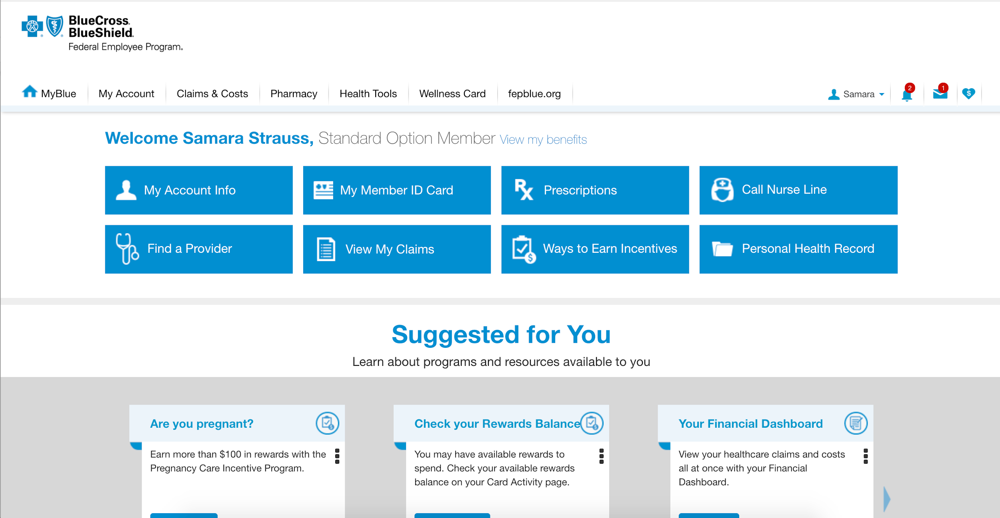 BlueCross®
BlueShield®
Federal Employee Program®
MyBlue
My Account
Claims & Costs
Pharmacy
Health Tools
Wellness Card
fepblue.org
Samara
2
1
$
Welcome Samara Strauss, Standard Option Member View my benefits
My Account Info
My Member ID Card
Rx Prescriptions
Call Nurse Line
Find a Provider
View My Claims
$ Ways to Earn Incentives
Personal Health Record
Suggested for You
Learn about programs and resources available to you
Are you pregnant?
Earn more than $100 in rewards with the
Pregnancy Care Incentive Program.
Check your Rewards Balance
You may have available rewards to
spend. Check your available rewards
balance on your Card Activity page.
Your Financial Dashboard
View your healthcare claims and costs
all at once with your Financial
Dashboard.